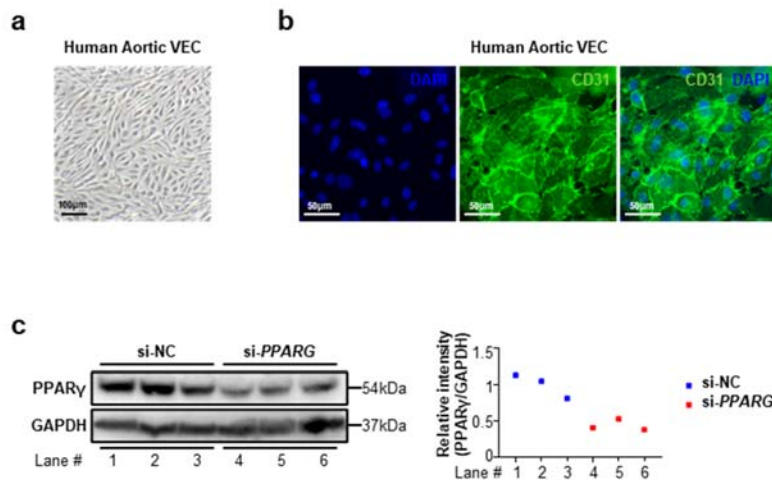 a
Human Aortic VEC
100μm
b
Human Aortic VEC
DAPI
50μm
CD31
50μm
CD31 DAPI
50μm
c
si-NC si-PPARG
PPARγ 54kDa
GAPDH 37kDa
Lane # 1 2 3 4 5 6
Relative intensity
(PPARγ/GAPDH)
1.5
1
0.5
0
Lane # 1 2 3 4 5 6
si-NC
si-PPARG